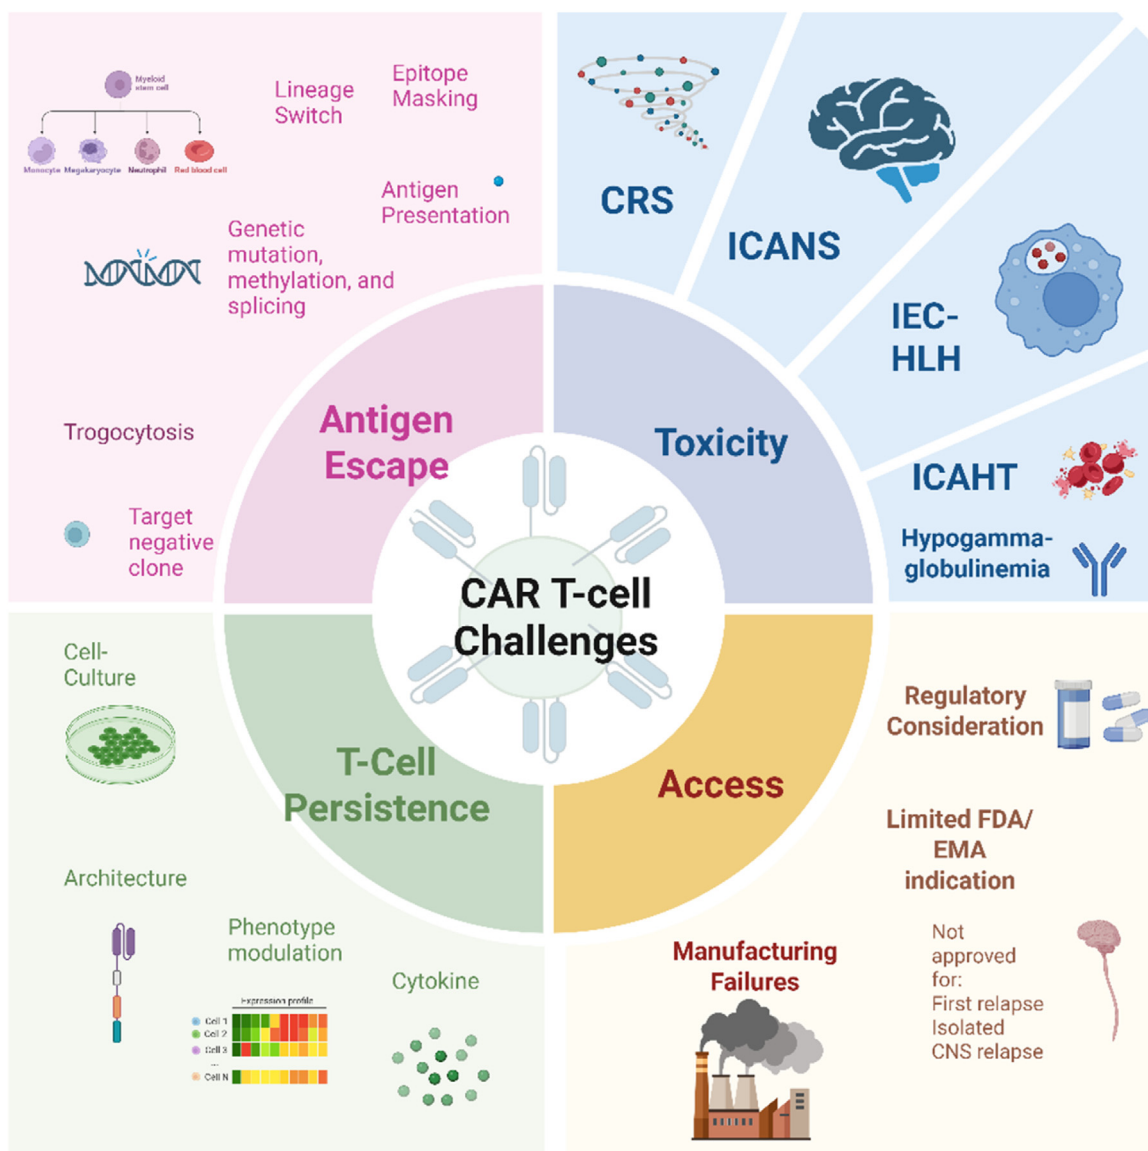 CAR T-cell
Challenges
Antigen
Escape
Myeloid
stem cell
Monocyte
Megakaryocyte
Neutrophil
Red blood cell
Lineage
Switch
Epitope
Masking
Antigen
Presentation
Genetic
mutation,
methylation, and
splicing
Trogocytosis
Target
negative
clone
Toxicity
CRS
ICANS
IEC-
HLH
ICAHT
Hypogamma-
globulinemia
T-Cell
Persistence
Cell-
Culture
Architecture
Phenotype
modulation
Expression profile
Cell 1
Cell 2
Cell 3
...
Cell N
Cytokine
Access
Regulatory
Consideration
Limited FDA/
EMA
indication
Not
approved
for:
First relapse
Isolated
CNS relapse
Manufacturing
Failures